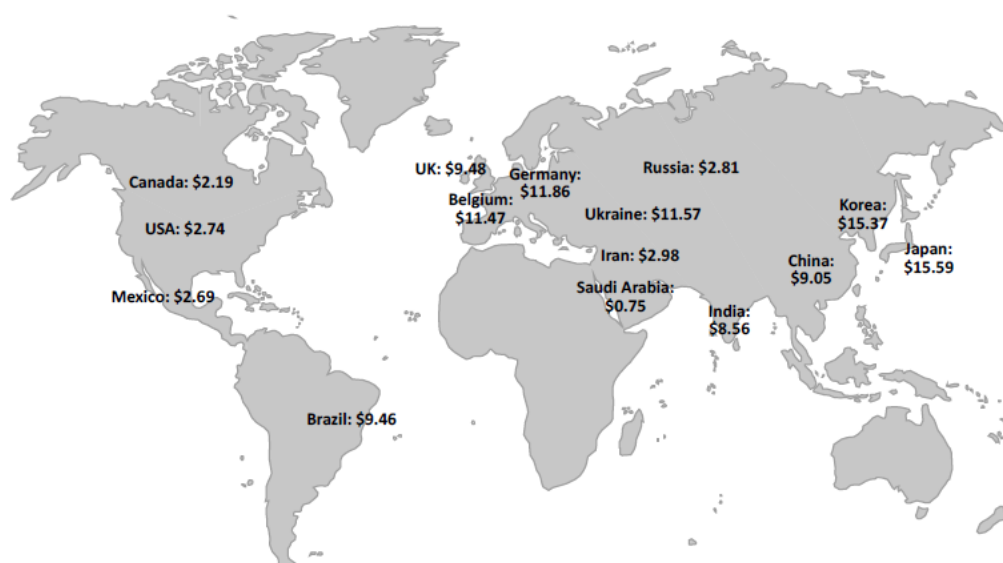 UK: $9.48
Russia: $2.81
Germany:
$11.86
Canada: $2.19
Belgium:
$11.47
Korea:
$15.37
Ukraine: $11.57
USA: $2.74
Japan:
$15.59
Iran: $2.98
China:
$9.05
Saudi Arabia:
$0.75
Mexico: $2.69
India:
$8.56
Brazil: $9.46